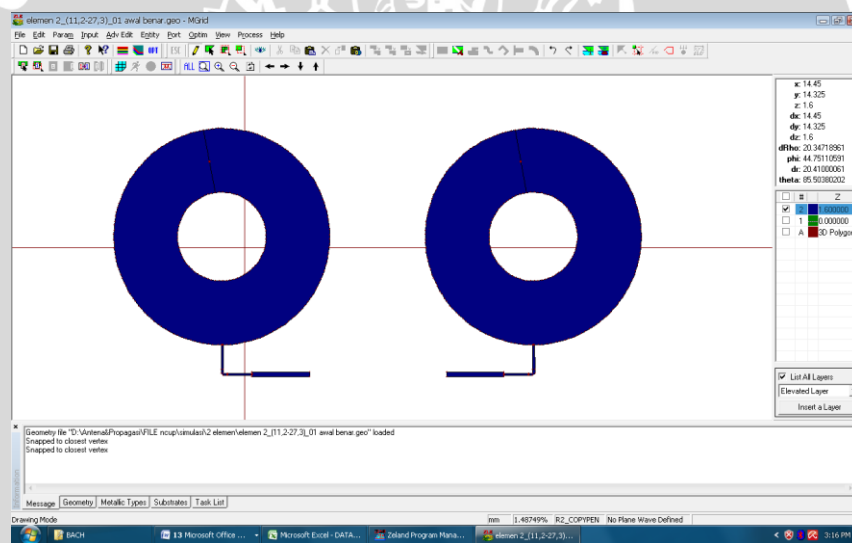 elemen 2_(11,2-27,3)_01 awal benar.geo - MGrid
File Edit Param Input Adv Edit Entity Port Optim View Process Help
ALL
x: 14.45
y: 14.325
z: 1.6
dx: 14.45
dy: 14.325
dz: 1.6
dRho: 20.34718961
phi: 44.75110591
dr: 20.41000061
theta: 85.50380202
# Z
2 1.600000
1 0.000000
A 3D Polygon
List All Layers
Elevated Layer
Insert a Layer
Geometry file "D:\Antena&Propagasi\FILE ncup\simulasi\2 elemen\elemen 2_(11,2-27,3)_01 awal benar.geo" loaded
Snapped to closest vertex
Snapped to closest vertex
Information
Message Geometry Metallic Types Substrates Task List
Drawing Mode mm 1.48749% R2_COPYPEN No Plane Wave Defined
BACH 13 Microsoft Office ... Microsoft Excel - DATA... Zeland Program Mana... elemen 2_(11,2-27,3)... 3:16 PM